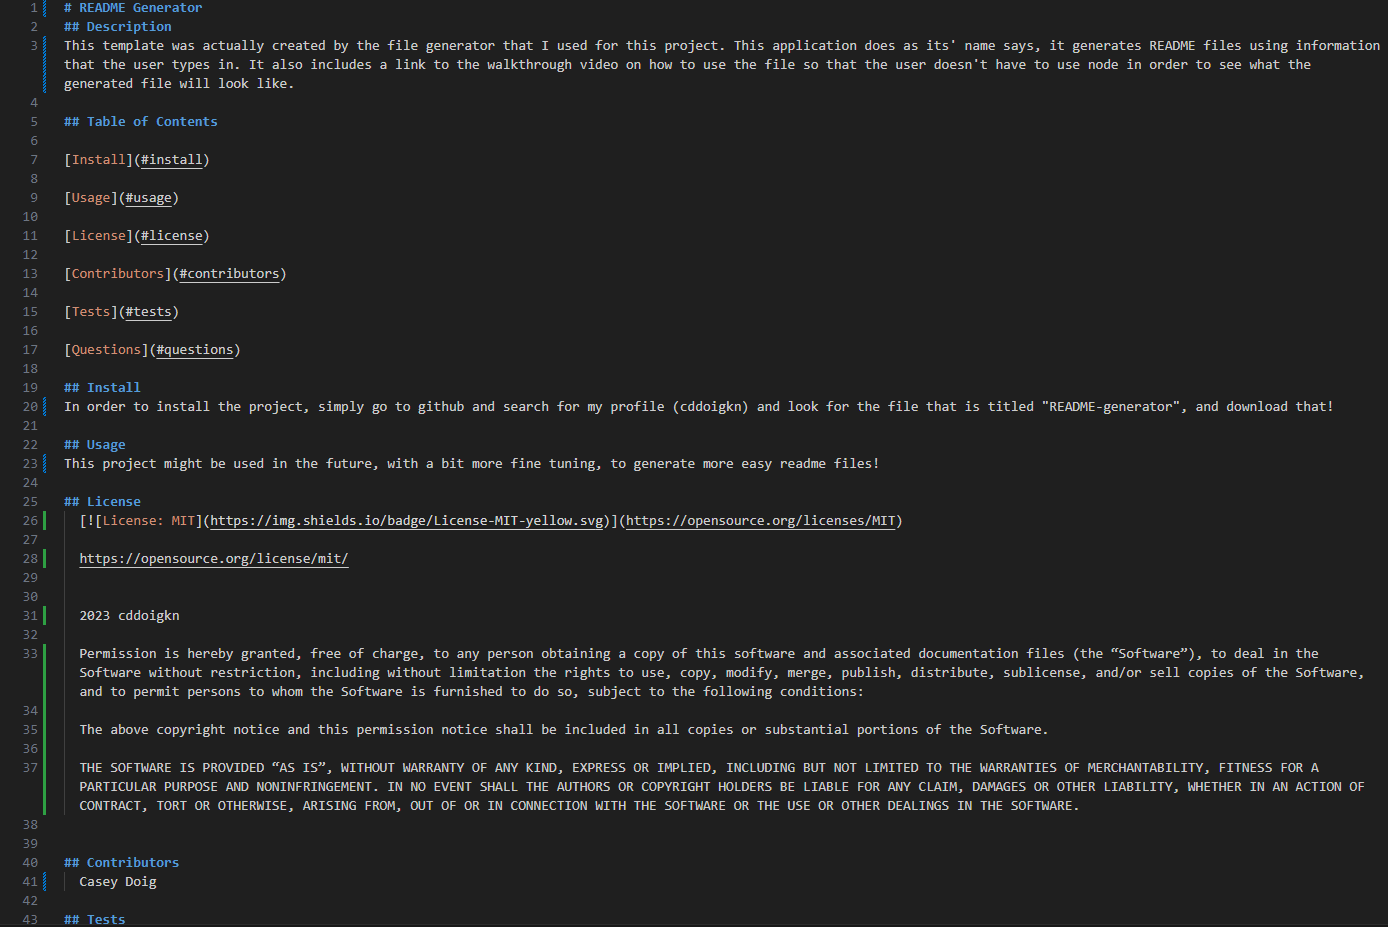 1 # README Generator
2 ## Description
3 This template was actually created by the file generator that I used for this project. This application does as its' name says, it generates README files using information
that the user types in. It also includes a link to the walkthrough video on how to use the file so that the user doesn't have to use node in order to see what the
generated file will look like.
4
5 ## Table of Contents
6
7 [Install](#install)
8
9 [Usage](#usage)
10
11 [License](#license)
12
13 [Contributors](#contributors)
14
15 [Tests](#tests)
16
17 [Questions](#questions)
18
19 ## Install
20 In order to install the project, simply go to github and search for my profile (cddoigkn) and look for the file that is titled "README-generator", and download that!
21
22 ## Usage
23 This project might be used in the future, with a bit more fine tuning, to generate more easy readme files!
24
25 ## License
26 [![License: MIT](https://img.shields.io/badge/License-MIT-yellow.svg)](https://opensource.org/licenses/MIT)
27
28 https://opensource.org/license/mit/
29
30
31 2023 cddoigkn
32
33 Permission is hereby granted, free of charge, to any person obtaining a copy of this software and associated documentation files (the “Software”), to deal in the
Software without restriction, including without limitation the rights to use, copy, modify, merge, publish, distribute, sublicense, and/or sell copies of the Software,
and to permit persons to whom the Software is furnished to do so, subject to the following conditions:
34
35 The above copyright notice and this permission notice shall be included in all copies or substantial portions of the Software.
36
37 THE SOFTWARE IS PROVIDED “AS IS”, WITHOUT WARRANTY OF ANY KIND, EXPRESS OR IMPLIED, INCLUDING BUT NOT LIMITED TO THE WARRANTIES OF MERCHANTABILITY, FITNESS FOR A
PARTICULAR PURPOSE AND NONINFRINGEMENT. IN NO EVENT SHALL THE AUTHORS OR COPYRIGHT HOLDERS BE LIABLE FOR ANY CLAIM, DAMAGES OR OTHER LIABILITY, WHETHER IN AN ACTION OF
CONTRACT, TORT OR OTHERWISE, ARISING FROM, OUT OF OR IN CONNECTION WITH THE SOFTWARE OR THE USE OR OTHER DEALINGS IN THE SOFTWARE.
38
39
40 ## Contributors
41 Casey Doig
42
43 ## Tests